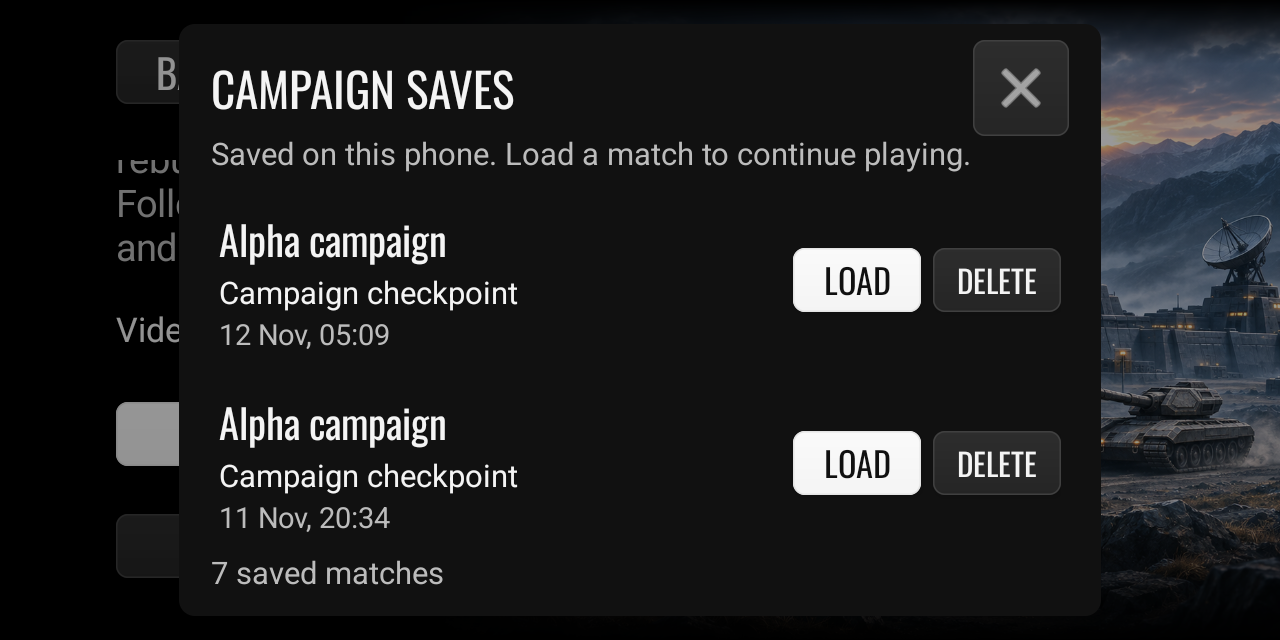 CAMPAIGN SAVES
Saved on this phone. Load a match to continue playing.
Alpha campaign
Campaign checkpoint
12 Nov, 05:09
LOAD
DELETE
Alpha campaign
Campaign checkpoint
11 Nov, 20:34
LOAD
DELETE
7 saved matches
and